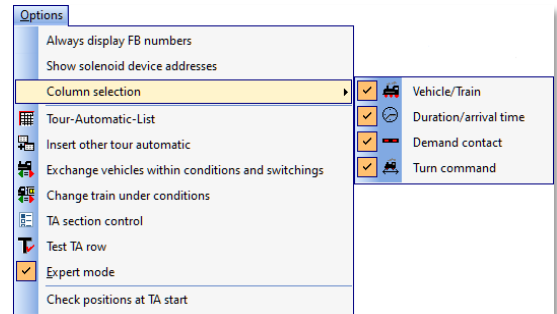 Options
Always display FB numbers
Show solenoid device addresses
Column selection
Tour-Automatic-List
Insert other tour automatic
Exchange vehicles within conditions and switchings
Change train under conditions
TA section control
Test TA row
Expert mode
Check positions at TA start
Vehicle/Train
Duration/arrival time
Demand contact
Turn command